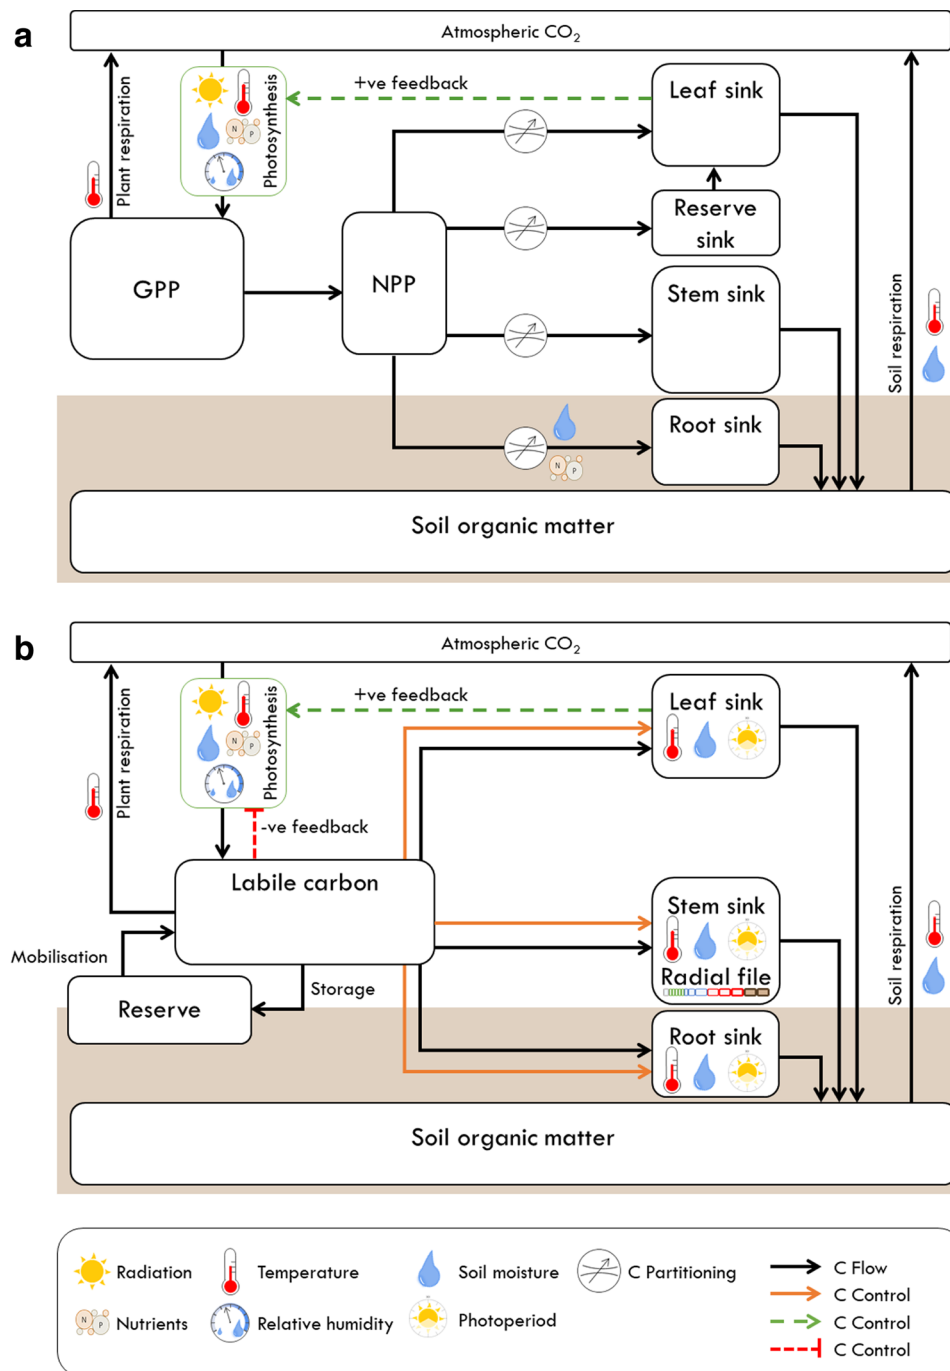 a
Atmospheric CO2
Plant respiration
N
P
Photosynthesis
+ve feedback
Leaf sink
Reserve
sink
GPP
NPP
Stem sink
Soil respiration
Root sink
N
P
Soil organic matter
b
Atmospheric CO2
Plant respiration
N
P
Photosynthesis
+ve feedback
Leaf sink
-ve feedback
Labile carbon
Stem sink
Radial file
Mobilisation
Storage
Reserve
Soil respiration
Root sink
Soil organic matter
Radiation
Temperature
Soil moisture
C Partitioning
C Flow
C Control
N
P
Nutrients
Relative humidity
Photoperiod
C Control
C Control